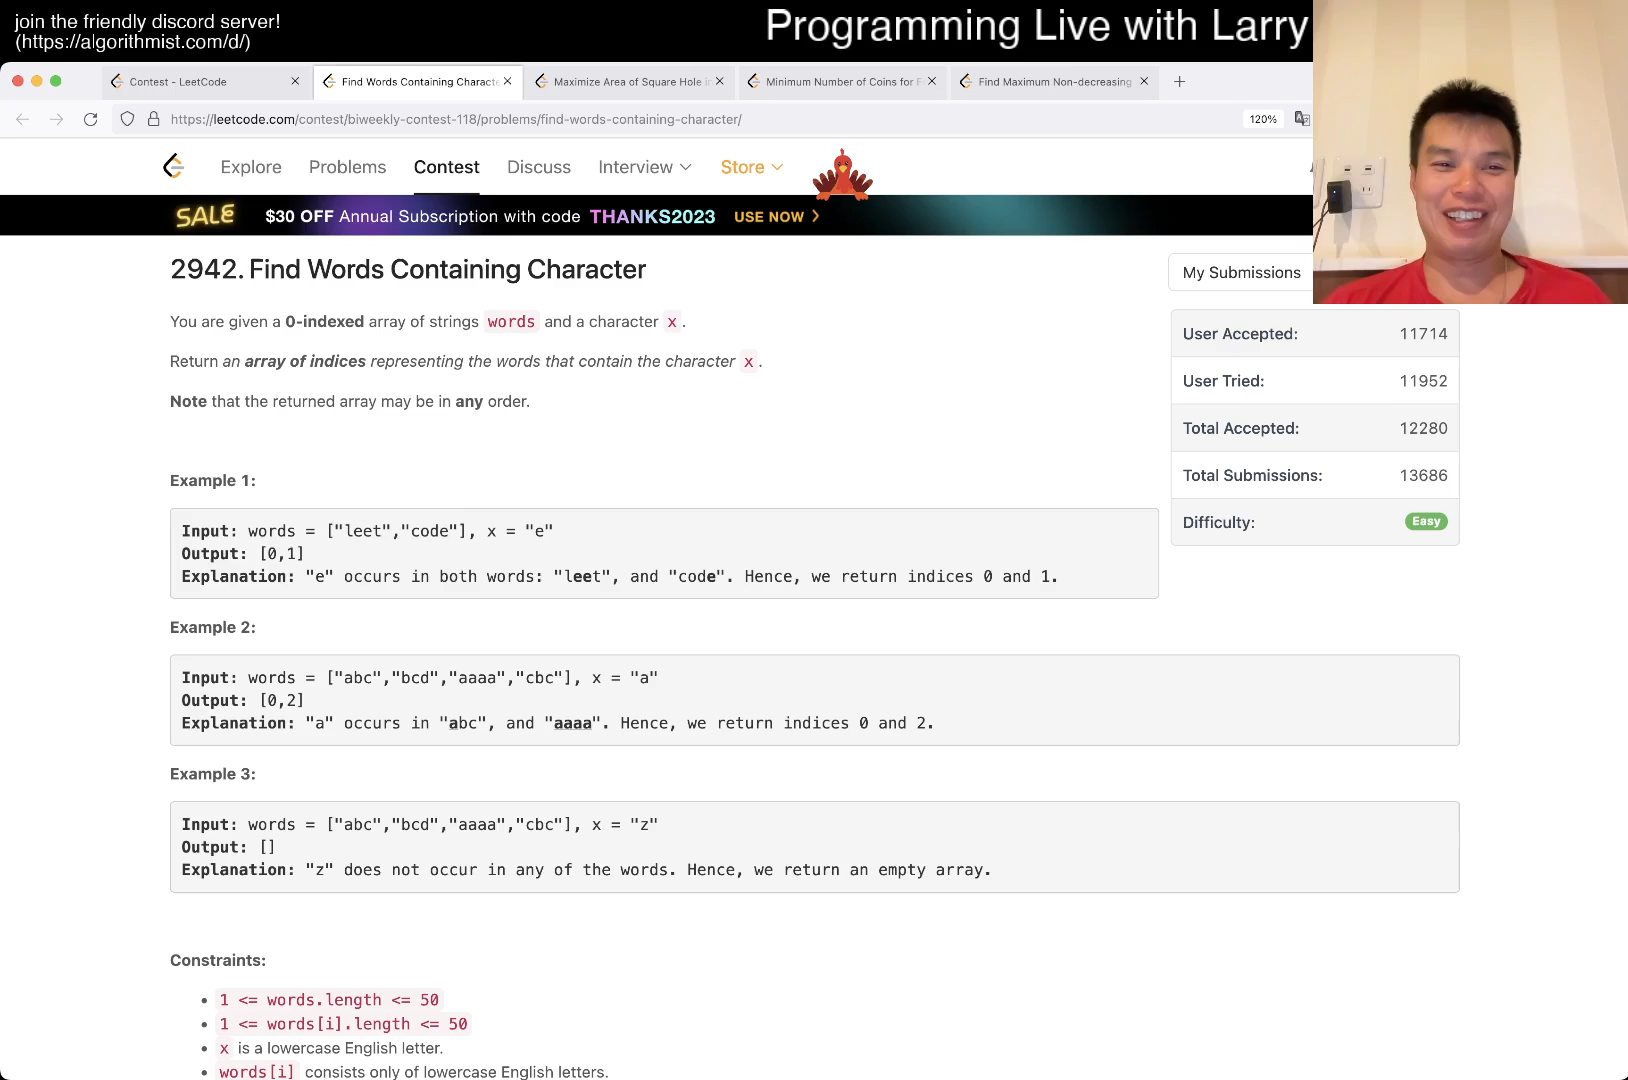 join the friendly discord server!
(https://algorithmist.com/d/)
Programming Live with Larry
Contest - LeetCode
Find Words Containing Characte
Maximize Area of Square Hole in
Minimum Number of Coins for F
Find Maximum Non-decreasing
https://leetcode.com/contest/biweekly-contest-118/problems/find-words-containing-character/
120%
Explore
Problems
Contest
Discuss
Interview
Store
SALE $30 OFF Annual Subscription with code THANKS2023 USE NOW
2942. Find Words Containing Character
My Submissions
You are given a 0-indexed array of strings words and a character x.
Return an array of indices representing the words that contain the character x.
Note that the returned array may be in any order.
User Accepted: 11714
User Tried: 11952
Total Accepted: 12280
Total Submissions: 13686
Difficulty: Easy
Example 1:
Input: words = ["leet","code"], x = "e"
Output: [0,1]
Explanation: "e" occurs in both words: "leet", and "code". Hence, we return indices 0 and 1.
Example 2:
Input: words = ["abc","bcd","aaaa","cbc"], x = "a"
Output: [0,2]
Explanation: "a" occurs in "abc", and "aaaa". Hence, we return indices 0 and 2.
Example 3:
Input: words = ["abc","bcd","aaaa","cbc"], x = "z"
Output: []
Explanation: "z" does not occur in any of the words. Hence, we return an empty array.
Constraints:
• 1 <= words.length <= 50
• 1 <= words[i].length <= 50
• x is a lowercase English letter.
• words[i] consists only of lowercase English letters.